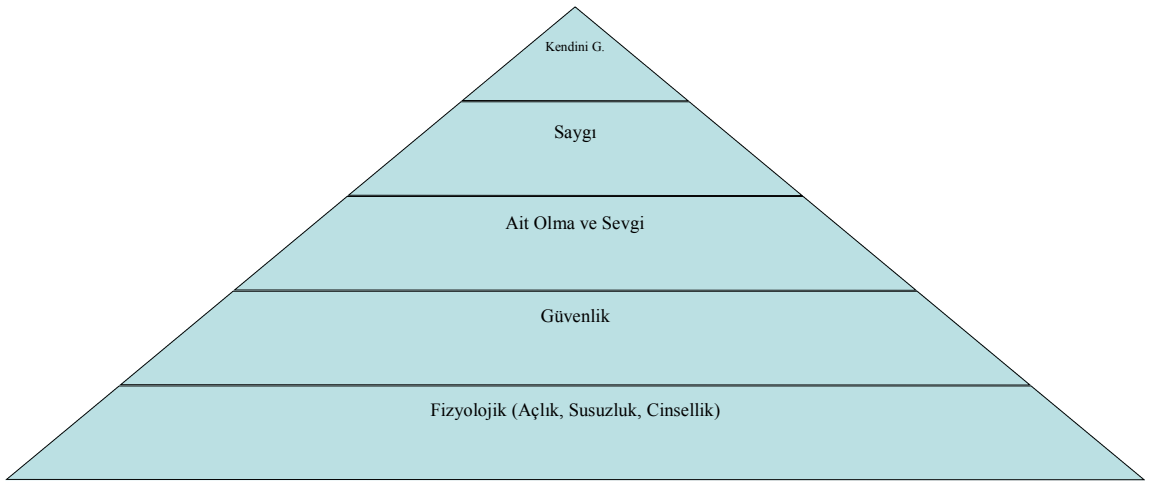 Kendini G.
Saygı
Ait Olma ve Sevgi
Güvenlik
Fizyolojik (Açlık, Susuzluk, Cinsellik)